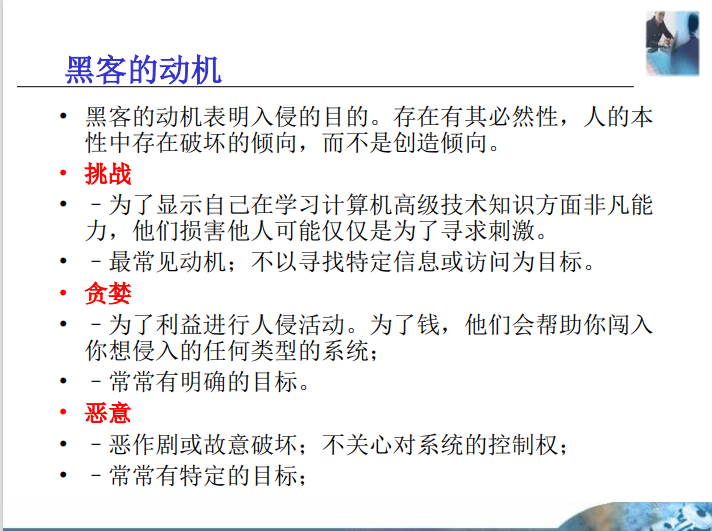 黑客的动机
• 黑客的动机表明入侵的目的。存在有其必然性，人的本
性中存在破坏的倾向，而不是创造倾向。
• 挑战
• －为了显示自己在学习计算机高级技术知识方面非凡能
力，他们损害他人可能仅仅是为了寻求刺激。
• －最常见动机；不以寻找特定信息或访问为目标。
• 贪婪
• －为了利益进行人侵活动。为了钱，他们会帮助你闯入
你想侵入的任何类型的系统；
• －常常有明确的目标。
• 恶意
• －恶作剧或故意破坏；不关心对系统的控制权；
• －常常有特定的目标；